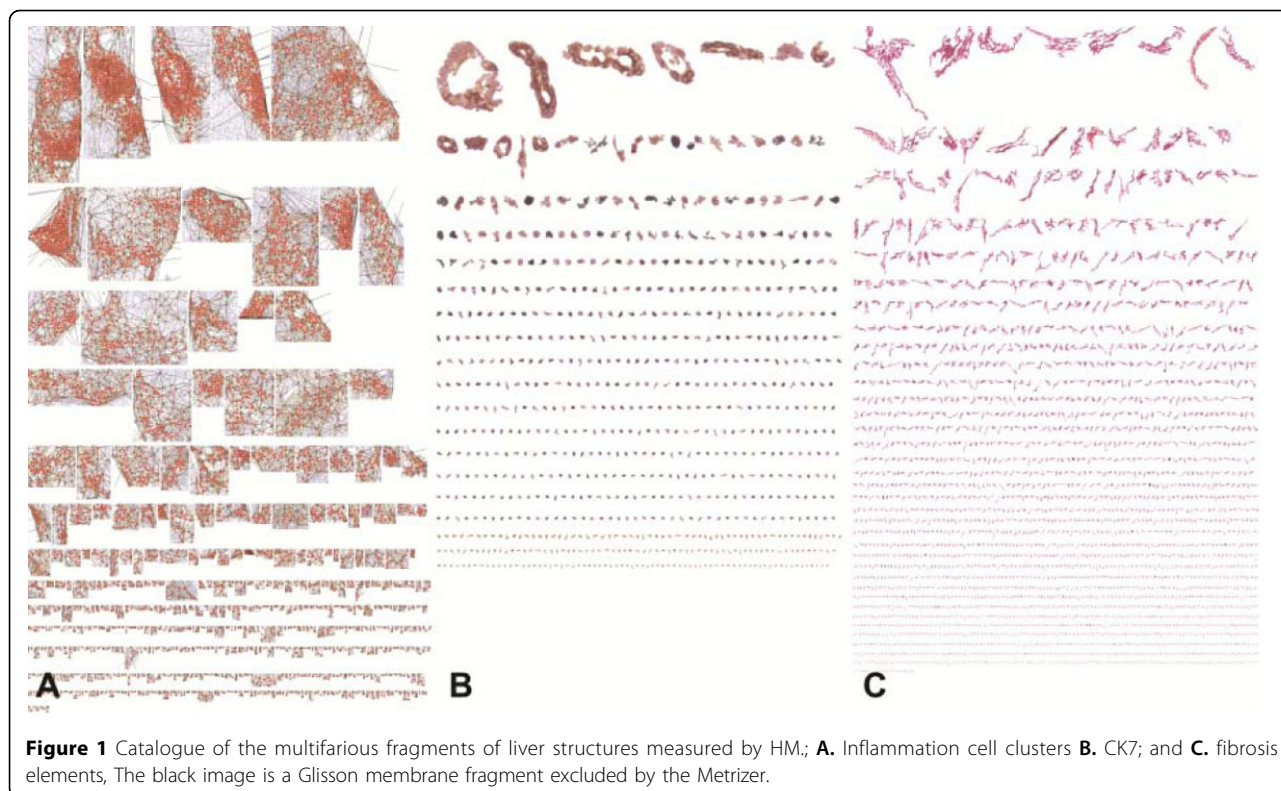 A
B
C
Figure 1 Catalogue of the multifarious fragments of liver structures measured by HM.; A. Inflammation cell clusters B. CK7; and C. fibrosis
elements, The black image is a Glisson membrane fragment excluded by the Metrizer.